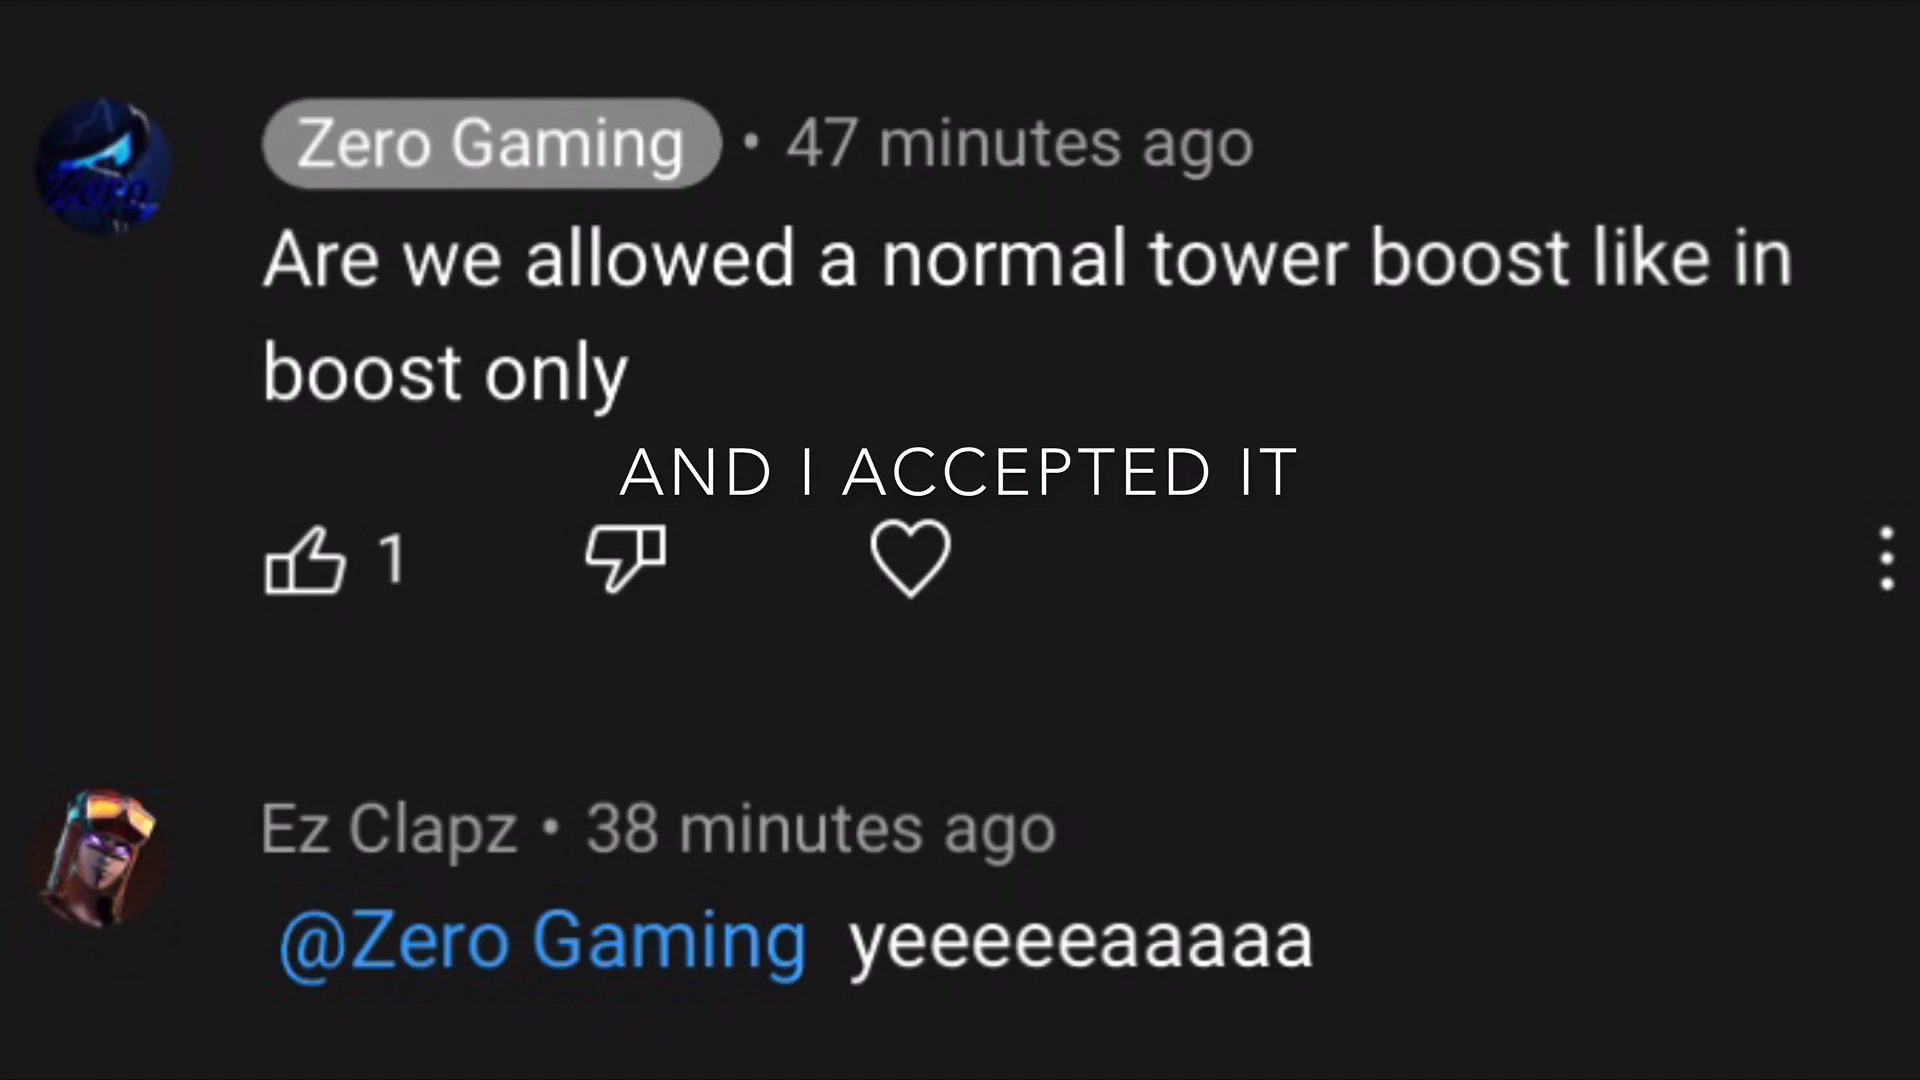 Zero Gaming • 47 minutes ago
Are we allowed a normal tower boost like in
boost only
AND I ACCEPTED IT
1
Ez Clapz • 38 minutes ago
@Zero Gaming yeeeeeaaaaa
Zero